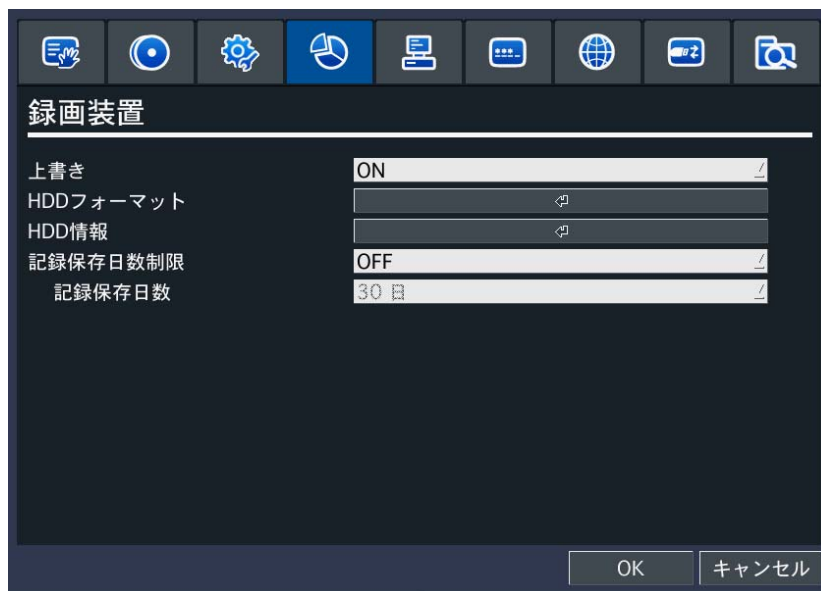 録画装置
上書き ON
HDDフォーマット
HDD情報
記録保存日数制限 OFF
記録保存日数 30 日
OK キャンセル